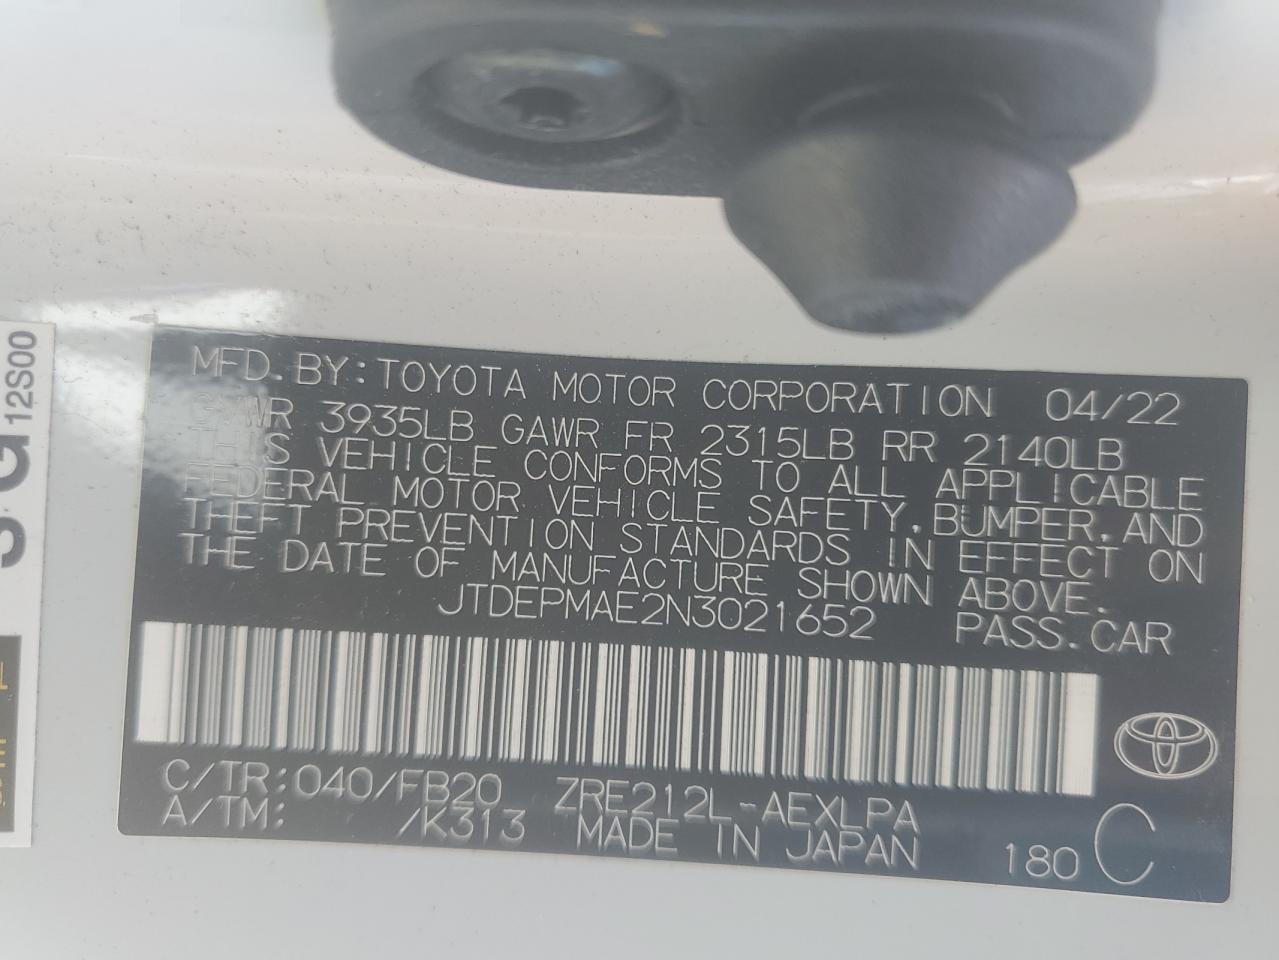 MFD. BY: TOYOTA MOTOR CORPORATION 04/22
GVWR 3935LB GAWR FR 2315LB RR 2140LB
THIS VEHICLE CONFORMS TO ALL APPLICABLE
FEDERAL MOTOR VEHICLE SAFETY, BUMPER, AND
THEFT PREVENTION STANDARDS IN EFFECT ON
THE DATE OF MANUFACTURE SHOWN ABOVE.
JTDEPMAE2N3021652 PASS. CAR
C/TR: 040/FB20 ZRE212L-AEXLPA
A/TM: /K313 MADE IN JAPAN 180 C
12S00